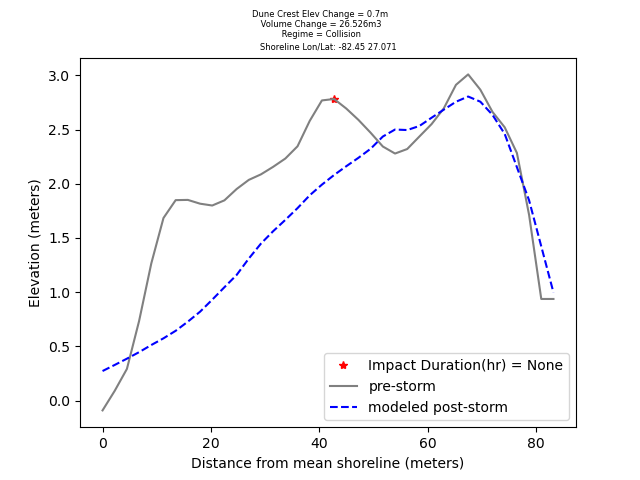 Dune Crest Elev Change = 0.7m
Volume Change = 26.526m3
Regime = Collision
Shoreline Lon/Lat: -82.45 27.071
3.0
2.5
2.0
1.5
1.0
0.5
0.0
Elevation (meters)
Impact Duration(hr) = None
pre-storm
modeled post-storm
0
20
40
60
80
Distance from mean shoreline (meters)